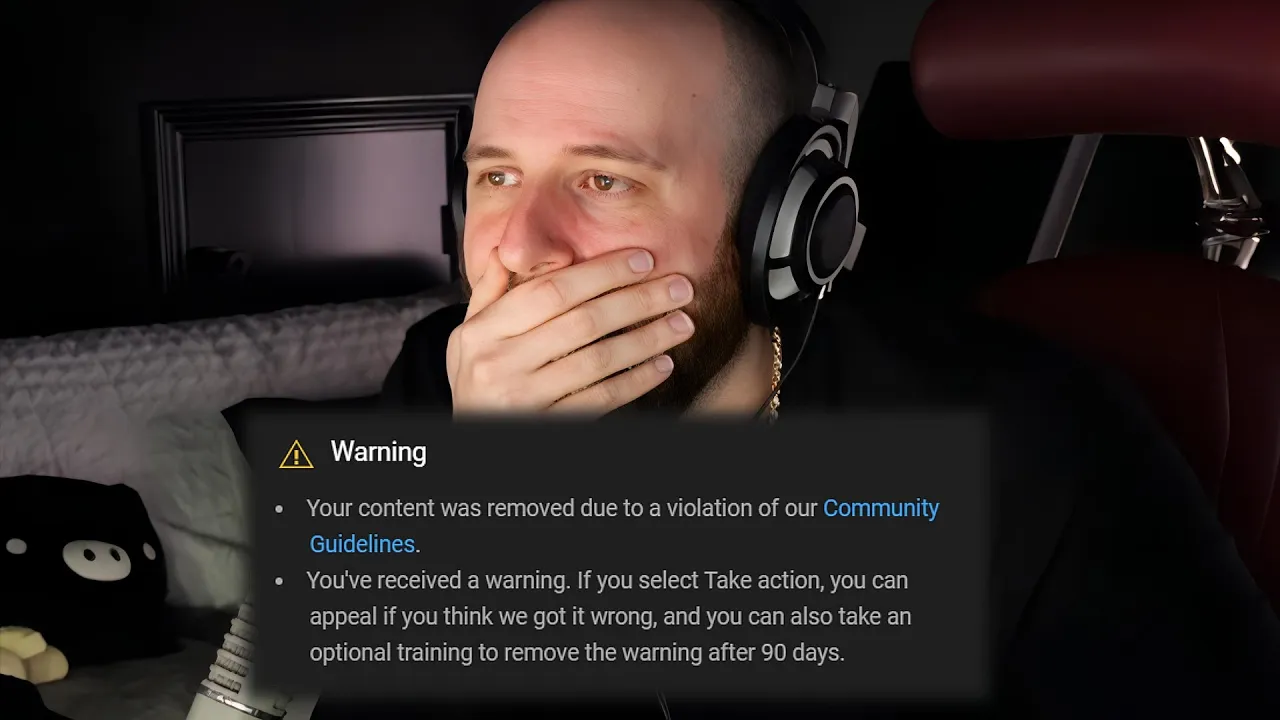 Warning
• Your content was removed due to a violation of our Community
Guidelines.
• You've received a warning. If you select Take action, you can
appeal if you think we got it wrong, and you can also take an
optional training to remove the warning after 90 days.